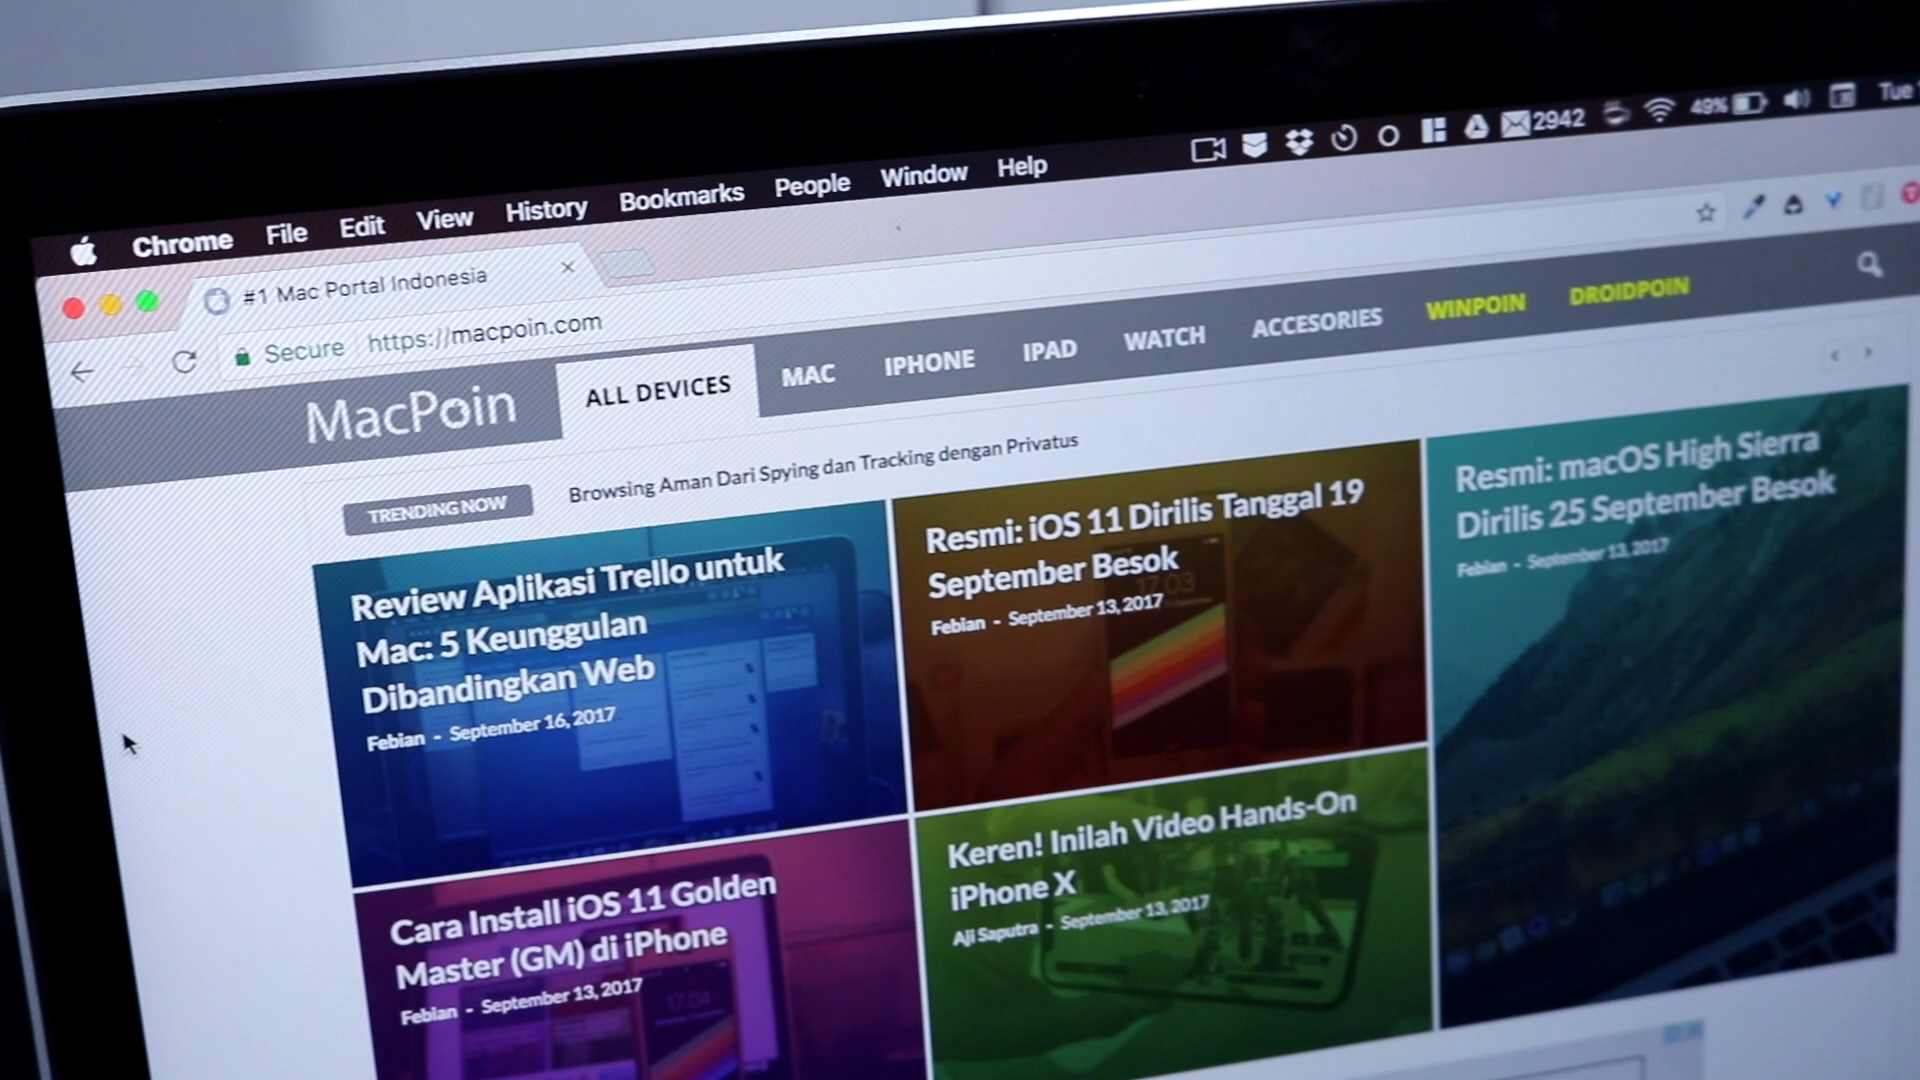 Chrome File Edit View History Bookmarks People Window Help 2942 49% Tue
#1 Mac Portal Indonesia
Secure https://macpoin.com
MacPoin ALL DEVICES MAC IPHONE IPAD WATCH ACCESORIES WINPOIN DROIDPOIN
TRENDING NOW Browsing Aman Dari Spying dan Tracking dengan Privatus
Review Aplikasi Trello untuk
Mac: 5 Keunggulan
Dibandingkan Web
Febian - September 16, 2017
Resmi: iOS 11 Dirilis Tanggal 19
September Besok
Febian - September 13, 2017
17 03
Resmi: macOS High Sierra
Dirilis 25 September Besok
Febian - September 13, 2017
Cara Install iOS 11 Golden
Master (GM) di iPhone
Febian - September 13, 2017
17:04
Keren! Inilah Video Hands-On
iPhone X
Aji Saputra - September 13, 2017